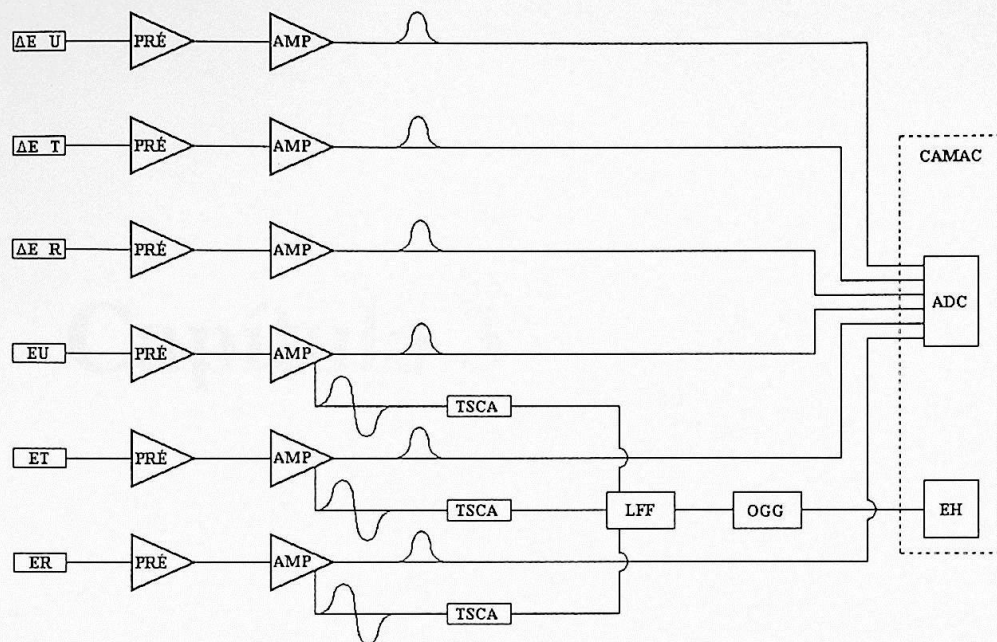 ΔE U PRÉ AMP
ΔE T PRÉ AMP
CAMAC
ΔE R PRÉ AMP
ADC
EU PRÉ AMP
TSCA
ET PRÉ AMP
TSCA LFF OGG EH
ER PRÉ AMP
TSCA